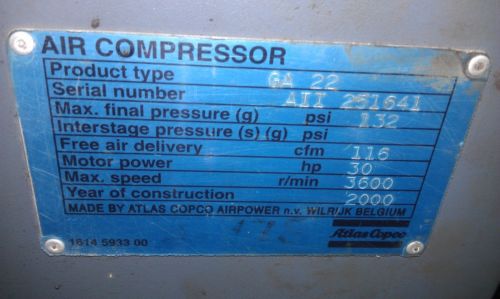 AIR COMPRESSOR
Product type GA 22
Serial number AII 251641
Max. final pressure (g) psi 132
Interstage pressure (s) (g) psi
Free air delivery cfm 116
Motor power hp 30
Max. speed r/min 3600
Year of construction 2000
MADE BY ATLAS COPCO AIRPOWER n.v. WILRIJK BELGIUM
1614 5933 00 Atlas Copco